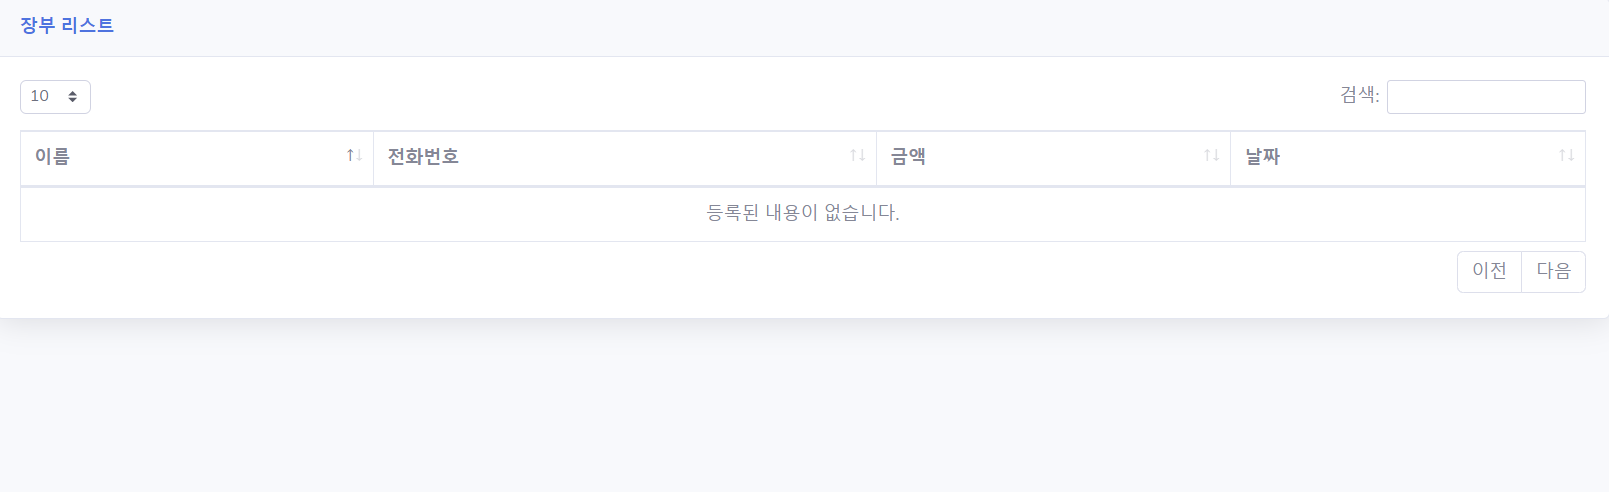 장부 리스트
10
검색:
이름 전화번호 금액 날짜
등록된 내용이 없습니다.
이전 다음